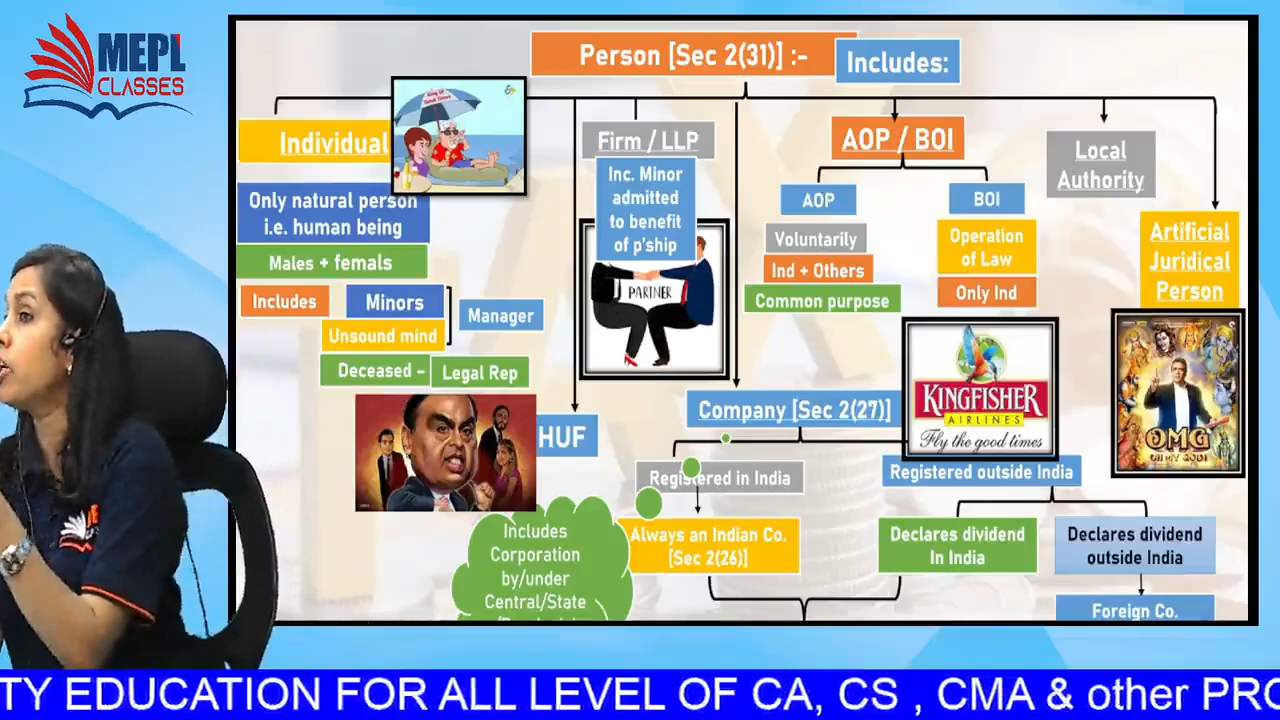 MEPL
CLASSES
Person [Sec 2(31)] :-
Includes:
Individual
Only natural person
i.e. human being
Males + femals
Includes
Minors
Unsound mind
Manager
Deceased –
Legal Rep
HUF
Firm / LLP
Inc. Minor
admitted
to benefit
of p'ship
PARTNER
AOP / BOI
AOP
Voluntarily
Ind + Others
Common purpose
BOI
Operation
of Law
Only Ind
Local
Authority
Artificial
Juridical
Person
KINGFISHER
AIRLINES
Fly the good times
OMG
OH MY GOD!
Company [Sec 2(27)]
Registered in India
Always an Indian Co.
[Sec 2(26)]
Includes
Corporation
by/under
Central/State
Registered outside India
Declares dividend
In India
Declares dividend
outside India
Foreign Co.
TY EDUCATION FOR ALL LEVEL OF CA, CS , CMA & other PRO